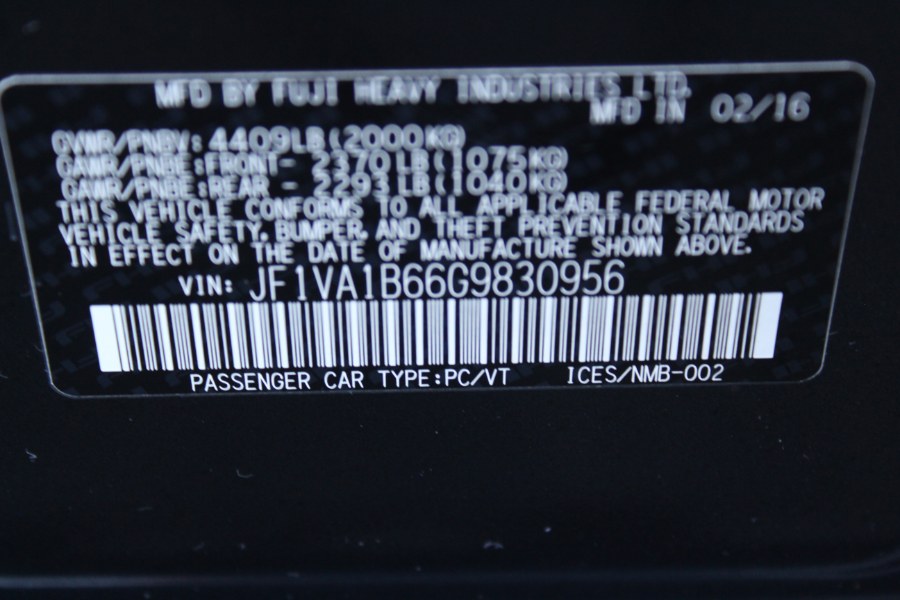 MFD BY FUJI HEAVY INDUSTRIES LTD.
MFD IN 02/16
GVWR/PNBV:4409LB(2000KG)
GAWR/PNBE:FRONT- 2370LB(1075KG)
GAWR/PNBE:REAR - 2293LB(1040KG)
THIS VEHICLE CONFORMS TO ALL APPLICABLE FEDERAL MOTOR
VEHICLE SAFETY, BUMPER, AND THEFT PREVENTION STANDARDS
IN EFFECT ON THE DATE OF MANUFACTURE SHOWN ABOVE.
VIN: JF1VA1B66G9830956
PASSENGER CAR TYPE:PC/VT ICES/NMB-002